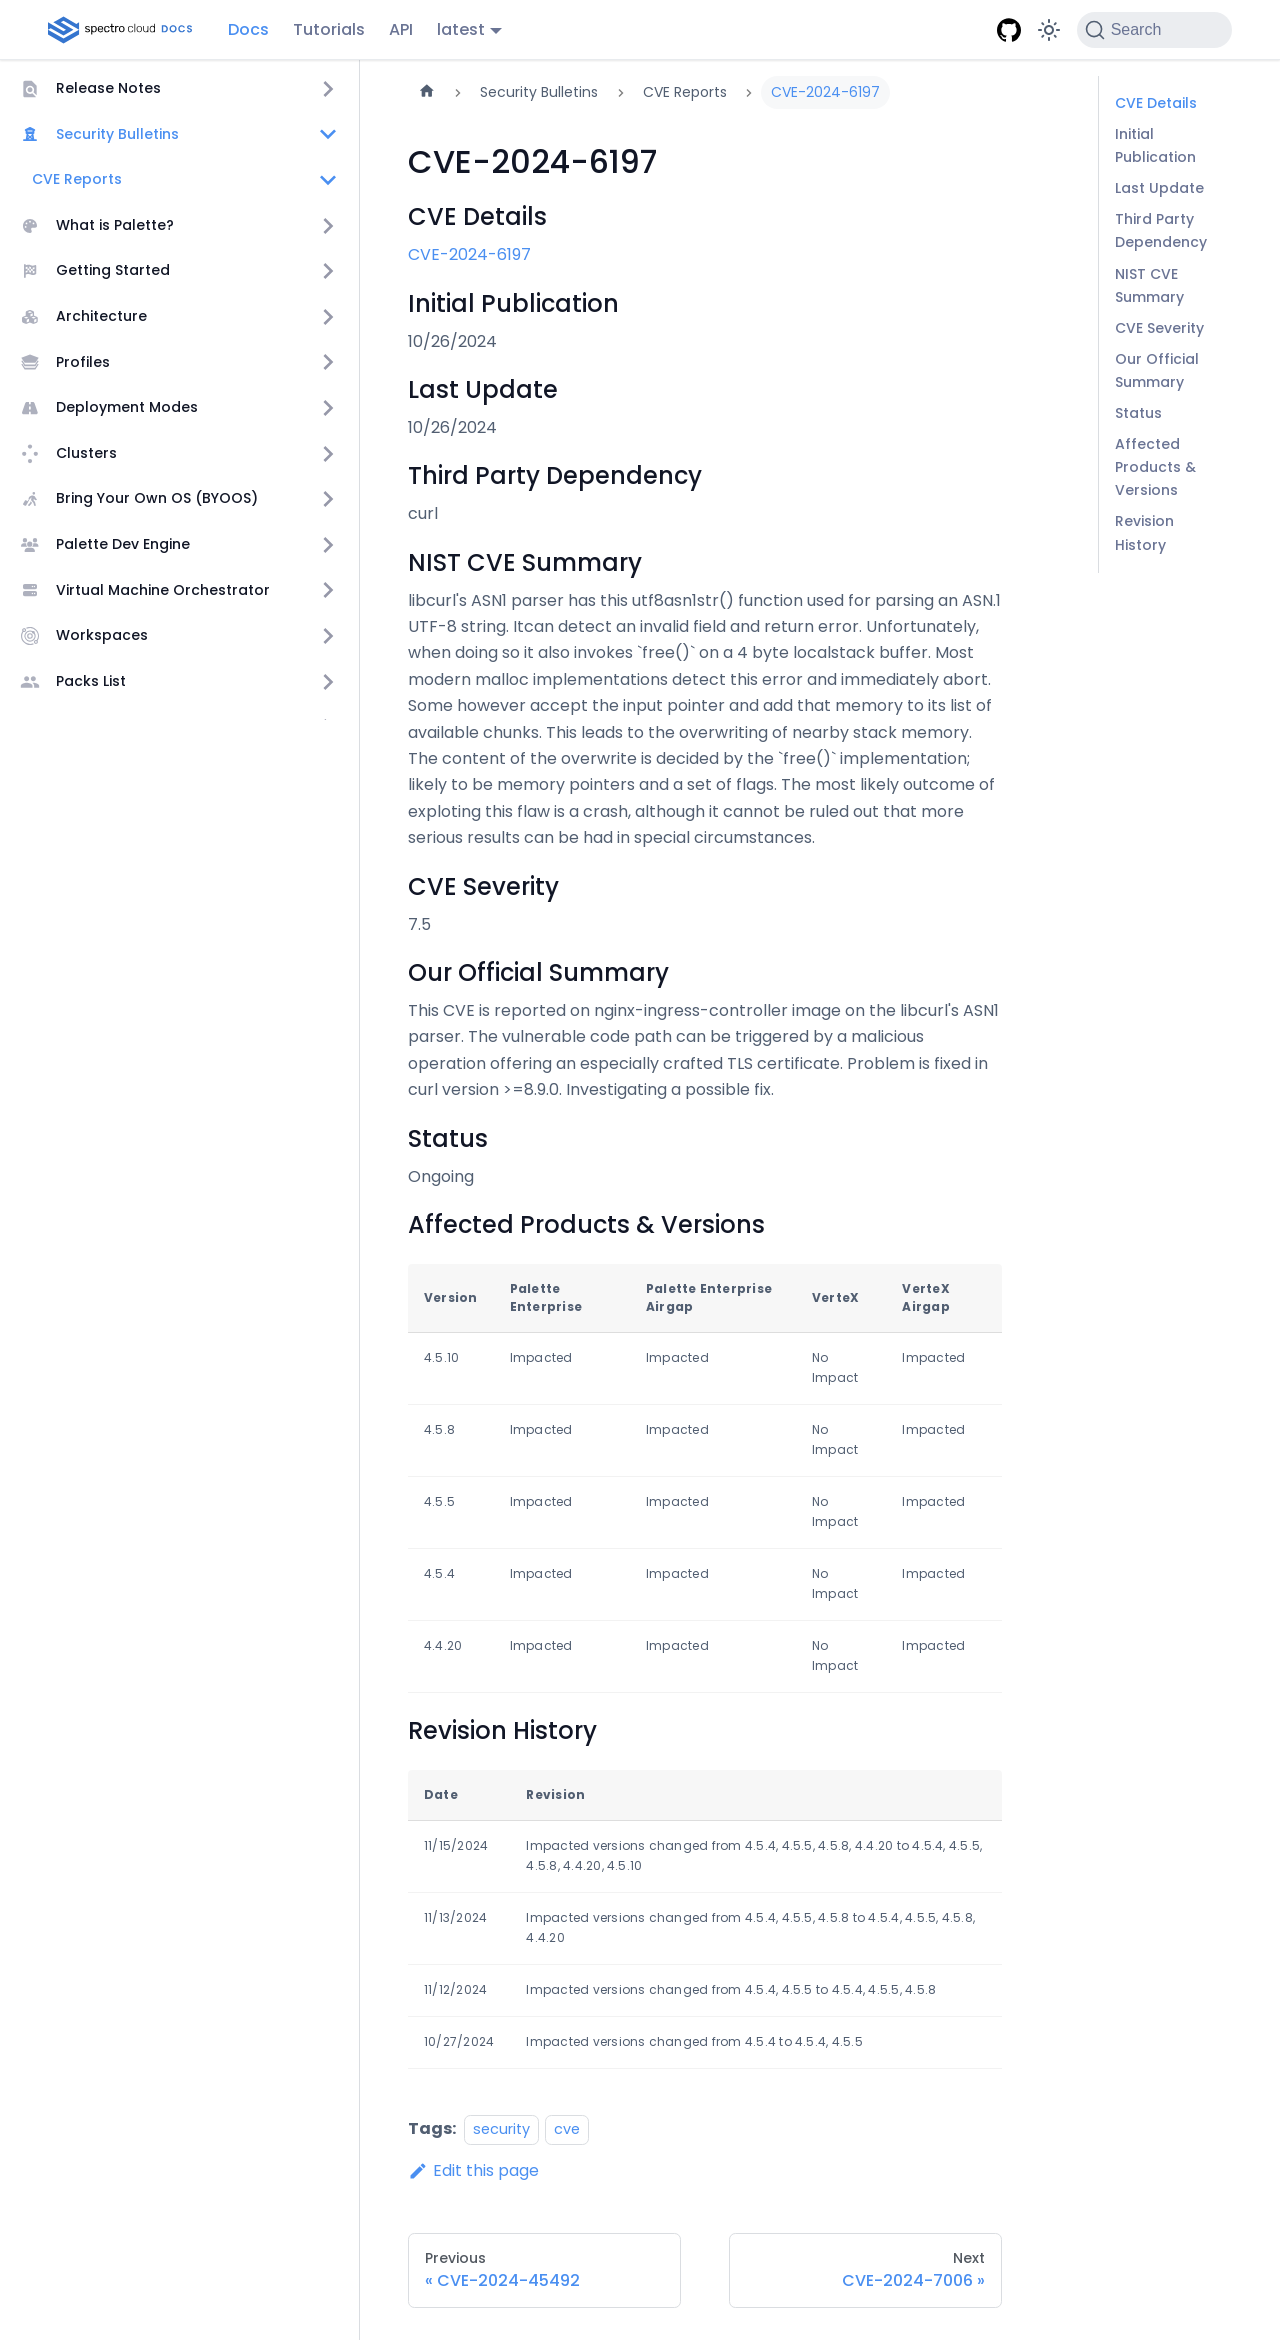 spectro cloud DOCS Docs Tutorials API latest Search
Release Notes
Security Bulletins
CVE Reports
What is Palette?
Getting Started
Architecture
Profiles
Deployment Modes
Clusters
Bring Your Own OS (BYOOS)
Palette Dev Engine
Virtual Machine Orchestrator
Workspaces
Packs List
Security Bulletins CVE Reports CVE-2024-6197
CVE-2024-6197
CVE Details
CVE-2024-6197
Initial Publication
10/26/2024
Last Update
10/26/2024
Third Party Dependency
curl
NIST CVE Summary
libcurl's ASN1 parser has this utf8asn1str() function used for parsing an ASN.1
UTF-8 string. Itcan detect an invalid field and return error. Unfortunately,
when doing so it also invokes `free()` on a 4 byte localstack buffer. Most
modern malloc implementations detect this error and immediately abort.
Some however accept the input pointer and add that memory to its list of
available chunks. This leads to the overwriting of nearby stack memory.
The content of the overwrite is decided by the `free()` implementation;
likely to be memory pointers and a set of flags. The most likely outcome of
exploting this flaw is a crash, although it cannot be ruled out that more
serious results can be had in special circumstances.
CVE Severity
7.5
Our Official Summary
This CVE is reported on nginx-ingress-controller image on the libcurl's ASN1
parser. The vulnerable code path can be triggered by a malicious
operation offering an especially crafted TLS certificate. Problem is fixed in
curl version >=8.9.0. Investigating a possible fix.
Status
Ongoing
Affected Products & Versions
Version Palette Enterprise Palette Enterprise Airgap VerteX VerteX Airgap
4.5.10 Impacted Impacted No Impact Impacted
4.5.8 Impacted Impacted No Impact Impacted
4.5.5 Impacted Impacted No Impact Impacted
4.5.4 Impacted Impacted No Impact Impacted
4.4.20 Impacted Impacted No Impact Impacted
Revision History
Date Revision
11/15/2024 Impacted versions changed from 4.5.4, 4.5.5, 4.5.8, 4.4.20 to 4.5.4, 4.5.5,
4.5.8, 4.4.20, 4.5.10
11/13/2024 Impacted versions changed from 4.5.4, 4.5.5, 4.5.8 to 4.5.4, 4.5.5, 4.5.8,
4.4.20
11/12/2024 Impacted versions changed from 4.5.4, 4.5.5 to 4.5.4, 4.5.5, 4.5.8
10/27/2024 Impacted versions changed from 4.5.4 to 4.5.4, 4.5.5
Tags: security cve
Edit this page
Previous
« CVE-2024-45492
Next
CVE-2024-7006 »
CVE Details
Initial
Publication
Last Update
Third Party
Dependency
NIST CVE
Summary
CVE Severity
Our Official
Summary
Status
Affected
Products &
Versions
Revision
History